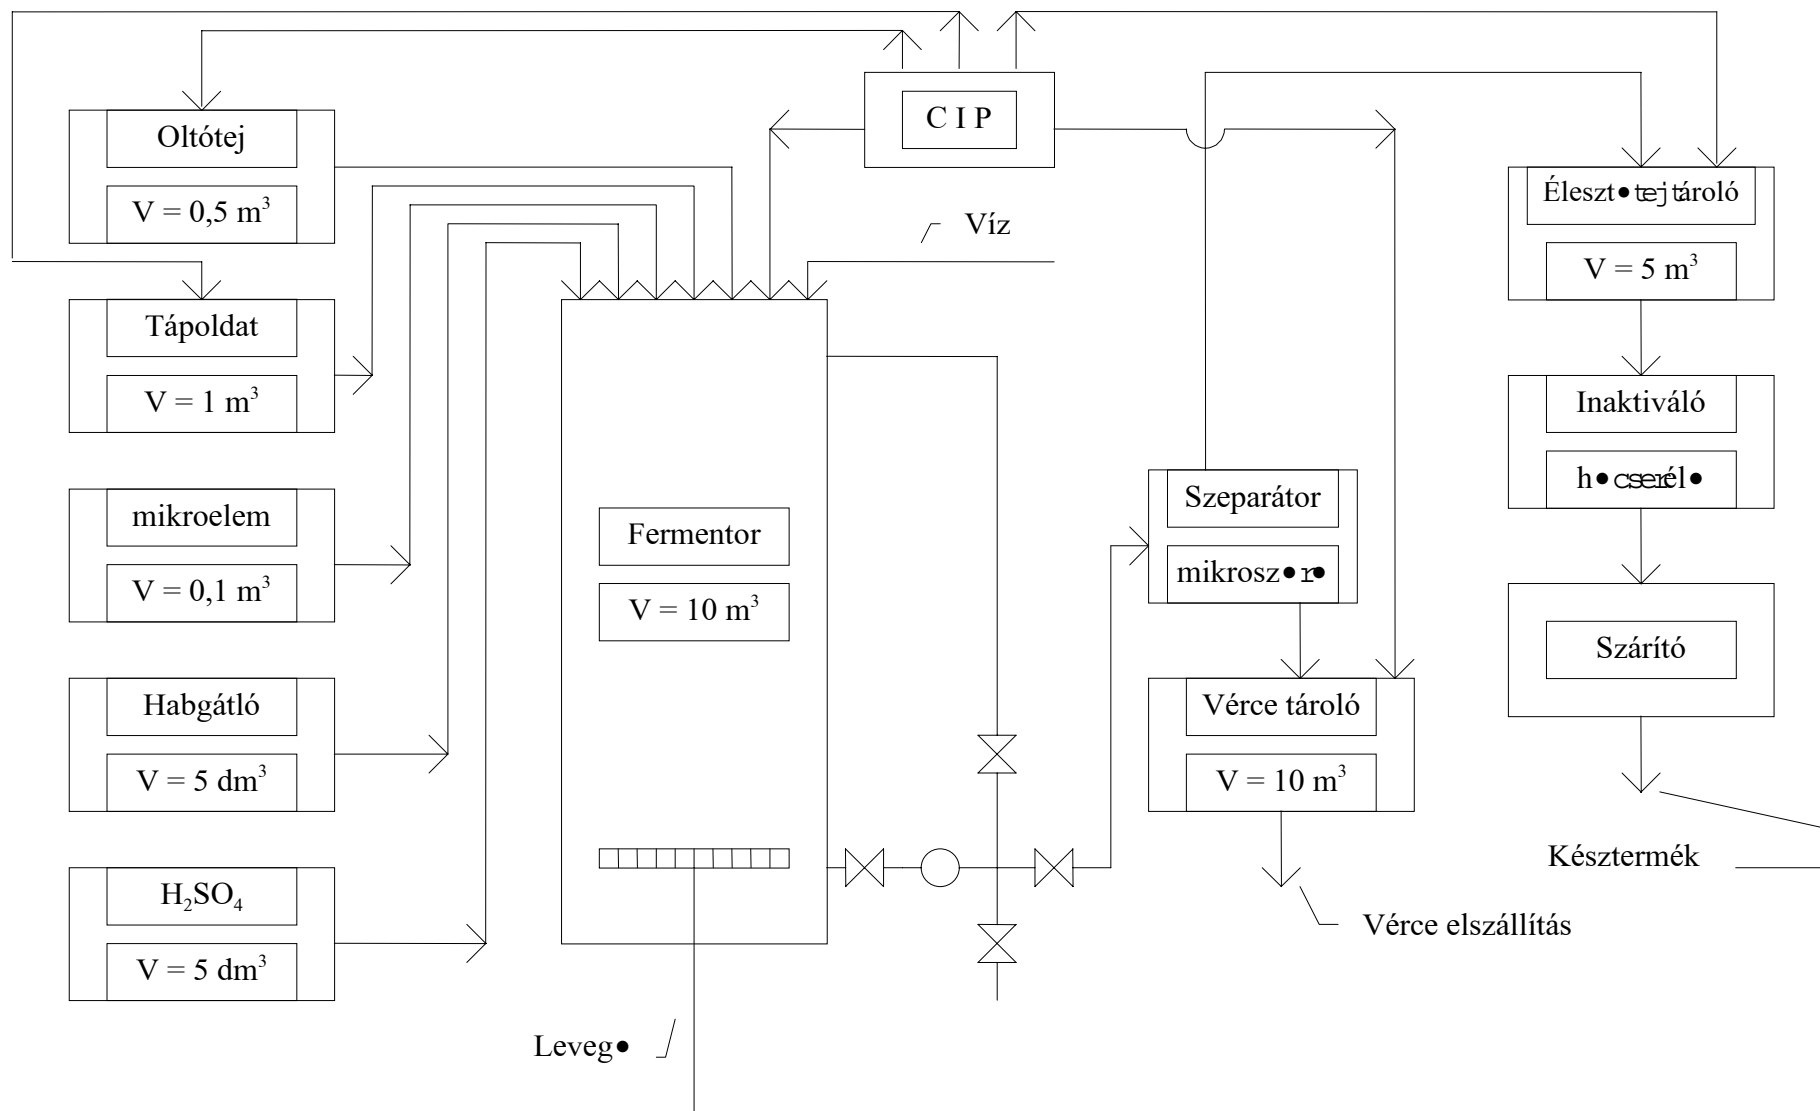 C I P
Oltótej
V = 0,5 m³
Víz
Éleszt●tejtároló
V = 5 m³
Tápoldat
V = 1 m³
Inaktiváló
h●cserél●
mikroelem
V = 0,1 m³
Fermentor
V = 10 m³
Szeparátor
mikrosz●r●
Szárító
Habgátló
V = 5 dm³
Vérce tároló
V = 10 m³
Késztermék
H₂SO₄
V = 5 dm³
Vérce elszállítás
Leveg●